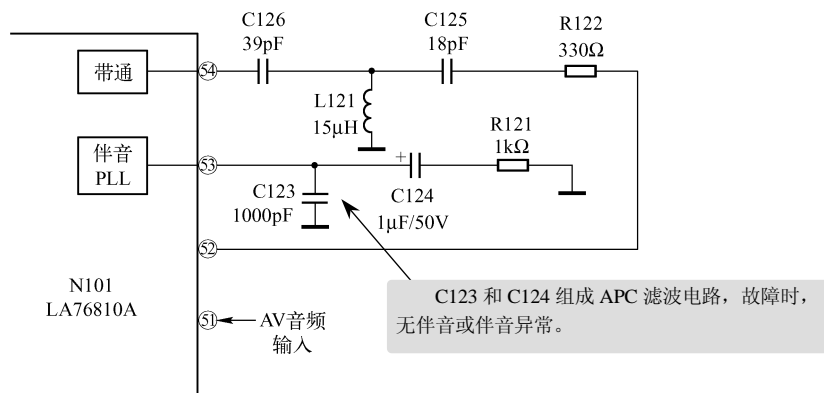 C126
39pF
C125
18pF
R122
330Ω
带通
54
L121
15μH
伴音
PLL
53
R121
1kΩ
+
C123
1000pF
C124
1μF/50V
52
N101
LA76810A
51
AV音频
输入
C123 和 C124 组成 APC 滤波电路，故障时，
无伴音或伴音异常。